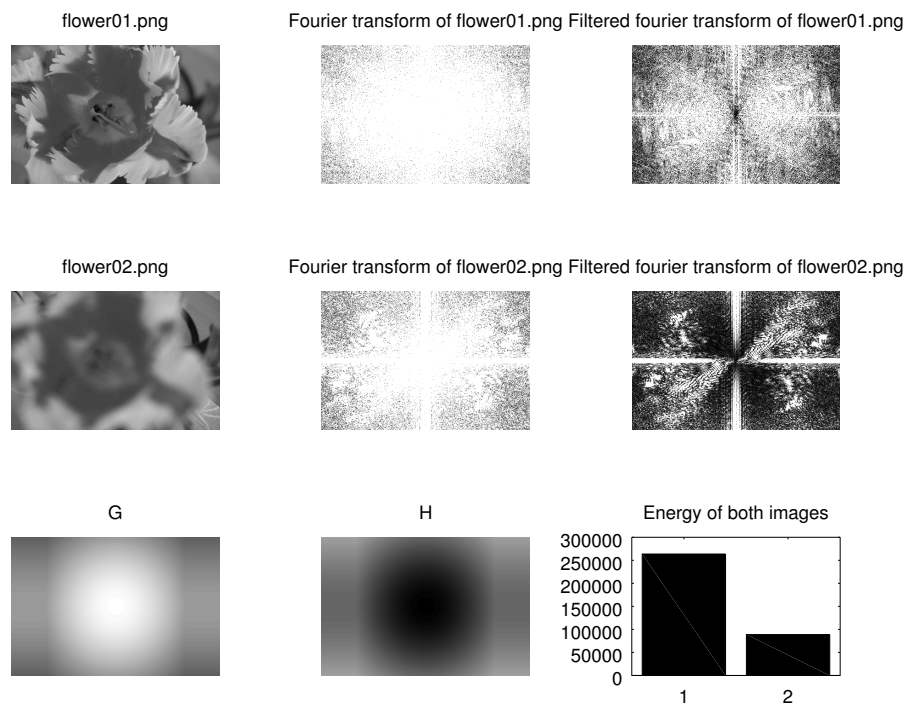 flower01.png
Fourier transform of flower01.png
Filtered fourier transform of flower01.png
flower02.png
Fourier transform of flower02.png
Filtered fourier transform of flower02.png
G
H
Energy of both images
300000
250000
200000
150000
100000
50000
0
1
2